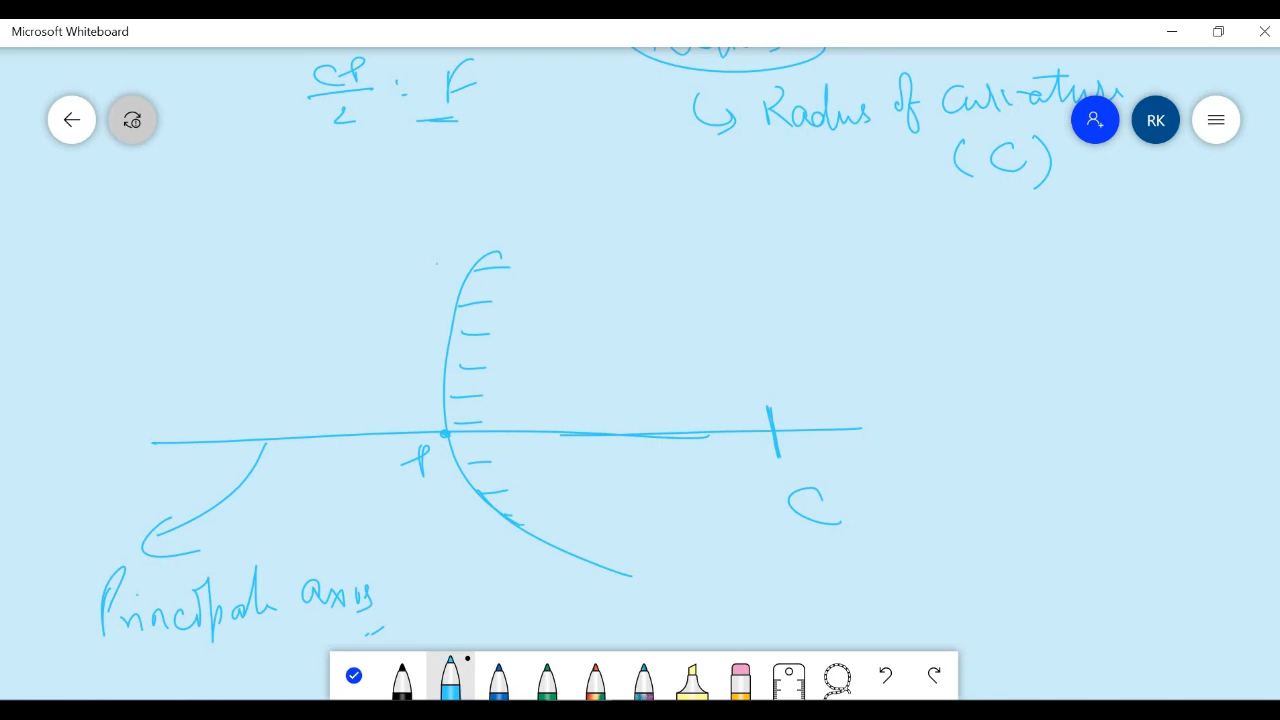 Microsoft Whiteboard
CP
2
: F
↳ Radius of Curvature
(C)
RK
P
C
Principal axis